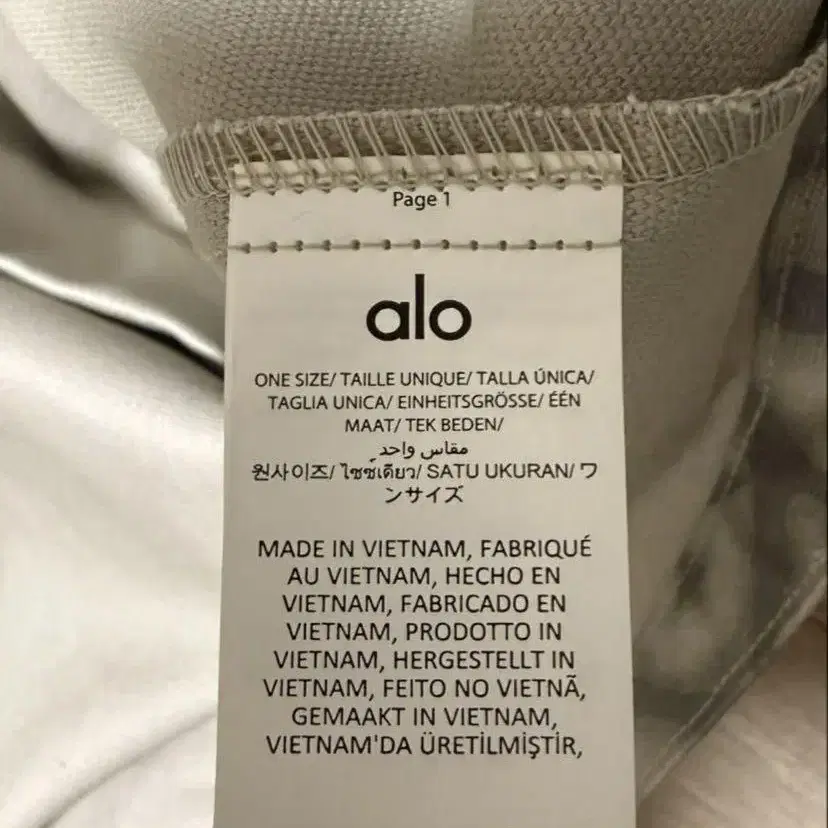 Page 1
alo
ONE SIZE/ TAILLE UNIQUE/ TALLA ÚNICA/
TAGLIA UNICA/ EINHEITSGRÖSSE/ ÉÉN
MAAT/ TEK BEDEN/
مقاس واحد
원사이즈/ ไซซ์เดียว/ SATU UKURAN/ ワ
ンサイズ
MADE IN VIETNAM, FABRIQUÉ
AU VIETNAM, HECHO EN
VIETNAM, FABRICADO EN
VIETNAM, PRODOTTO IN
VIETNAM, HERGESTELLT IN
VIETNAM, FEITO NO VIETNÃ,
GEMAAKT IN VIETNAM,
VIETNAM'DA ÜRETİLMİŞTİR,